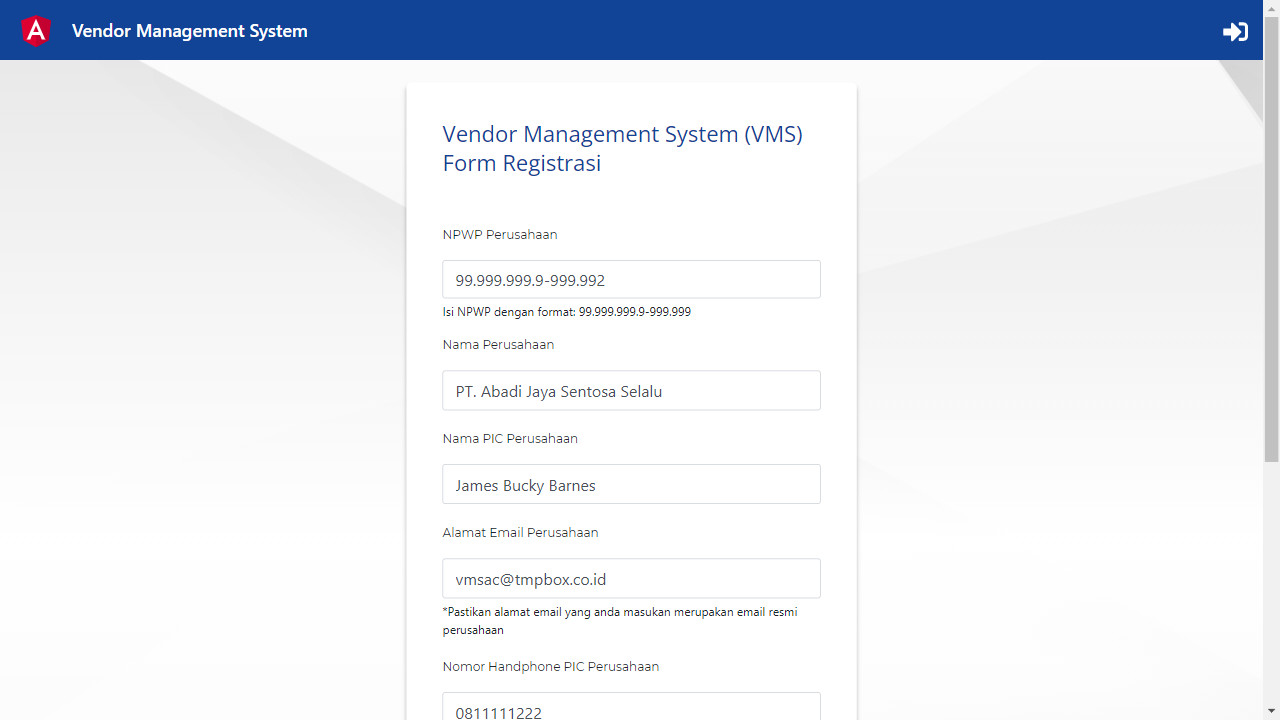 Vendor Management System
Vendor Management System (VMS)
Form Registrasi
NPWP Perusahaan
99.999.999.9-999.992
Isi NPWP dengan format: 99.999.999.9-999.999
Nama Perusahaan
PT. Abadi Jaya Sentosa Selalu
Nama PIC Perusahaan
James Bucky Barnes
Alamat Email Perusahaan
vmsac@tmpbox.co.id
*Pastikan alamat email yang anda masukan merupakan email resmi
perusahaan
Nomor Handphone PIC Perusahaan
0811111222